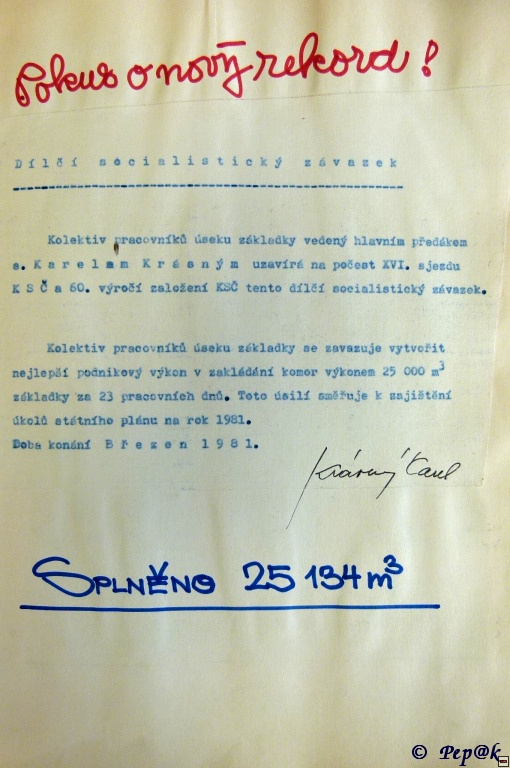 Pokus o nový rekord!
Dílčí socialistický závazek
Kolektiv pracovníků úseku základky vedený hlavním předákem
s. Karelem Krásným uzavírá na počest XVI. sjezdu
KSČ a 60. výročí založení KSČ tento dílčí socialistický závazek.
Kolektiv pracovníků úseku základky se zavazuje vytvořit
nejlepší podnikový výkon v zakládání komor výkonem 25 000 m³
základky za 23 pracovních dnů. Toto úsilí směřuje k zajištění
úkolů státního plánu na rok 1981.
Doba konání Březen 1981.
Krásný Karel
SPLNĚNO 25 134 m³
© Pep@k